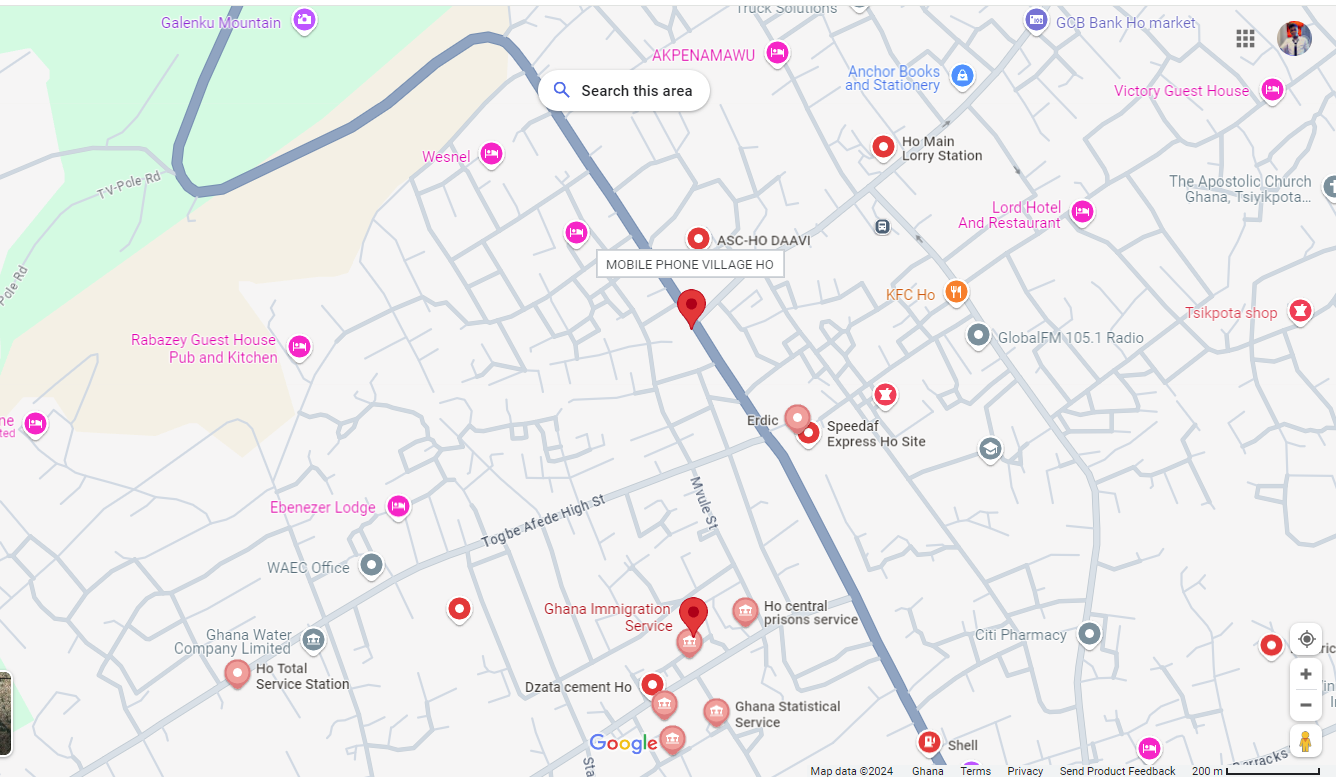 Truck Solutions
Galenku Mountain
GCB Bank Ho market
AKPENAMAWU
Anchor Books
and Stationery
Search this area
Victory Guest House
Ho Main
Lorry Station
Wesnel
TV-Pole Rd
The Apostolic Church
Ghana, Tsiyikpota...
Lord Hotel
And Restaurant
ASC-HO DAAVI
MOBILE PHONE VILLAGE HO
Pole Rd
KFC Ho
Tsikpota shop
GlobalFM 105.1 Radio
Rabazey Guest House
Pub and Kitchen
Erdic
Speedaf
Express Ho Site
Mvule St
Ebenezer Lodge
Togbe Afede High St
WAEC Office
Ghana Immigration
Service
Ho central
prisons service
Ghana Water
Company Limited
Citi Pharmacy
Ho Total
Service Station
Dzata cement Ho
Ghana Statistical
Service
Google
Shell
Map data ©2024 Ghana Terms Privacy Send Product Feedback 200 m